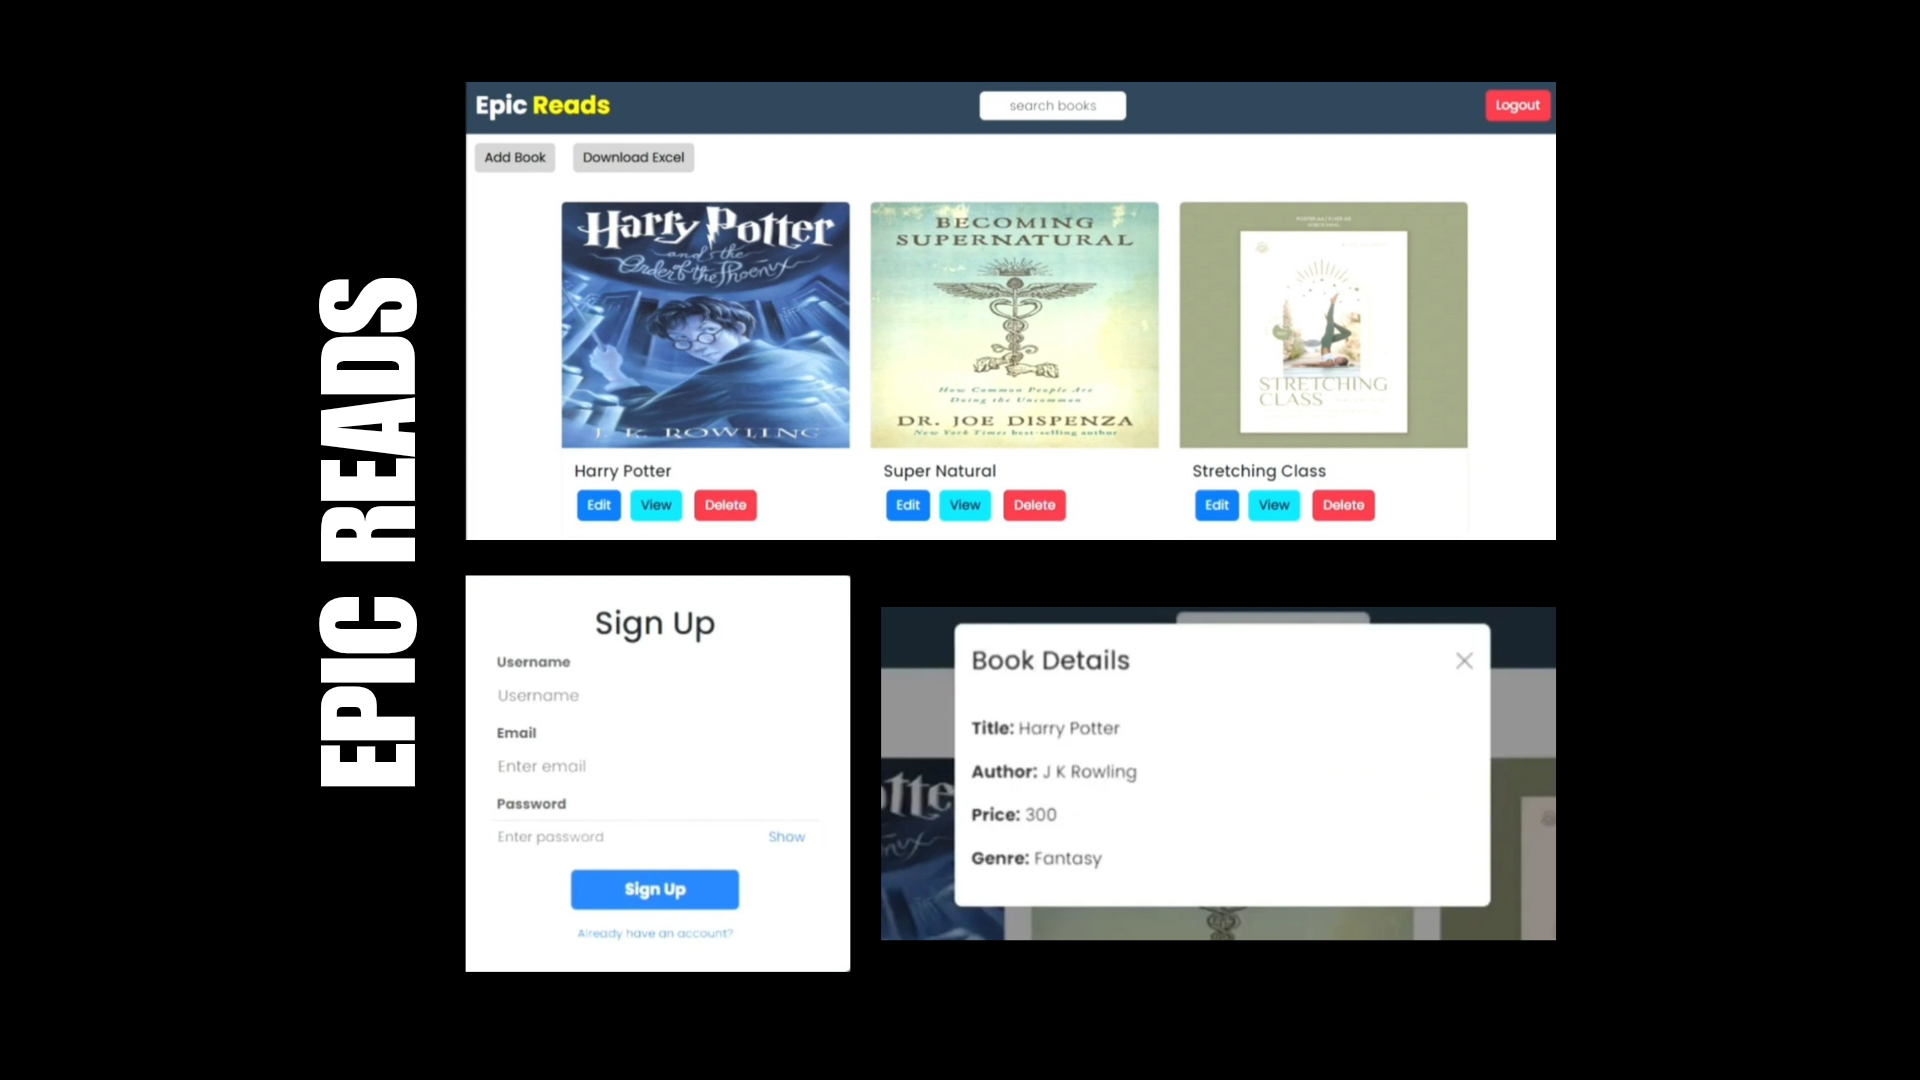 EPIC READS
Epic Reads
search books
Logout
Add Book
Download Excel
Harry Potter
and the
Order of the Phoenix
J. K. ROWLING
BECOMING
SUPERNATURAL
How Common People Are
Doing the Uncommon
DR. JOE DISPENZA
New York Times best-selling author
STRETCHING
CLASS
Harry Potter
Edit View Delete
Super Natural
Edit View Delete
Stretching Class
Edit View Delete
Sign Up
Username
Username
Email
Enter email
Password
Enter password
Show
Sign Up
Already have an account?
Book Details
Title: Harry Potter
Author: J K Rowling
Price: 300
Genre: Fantasy